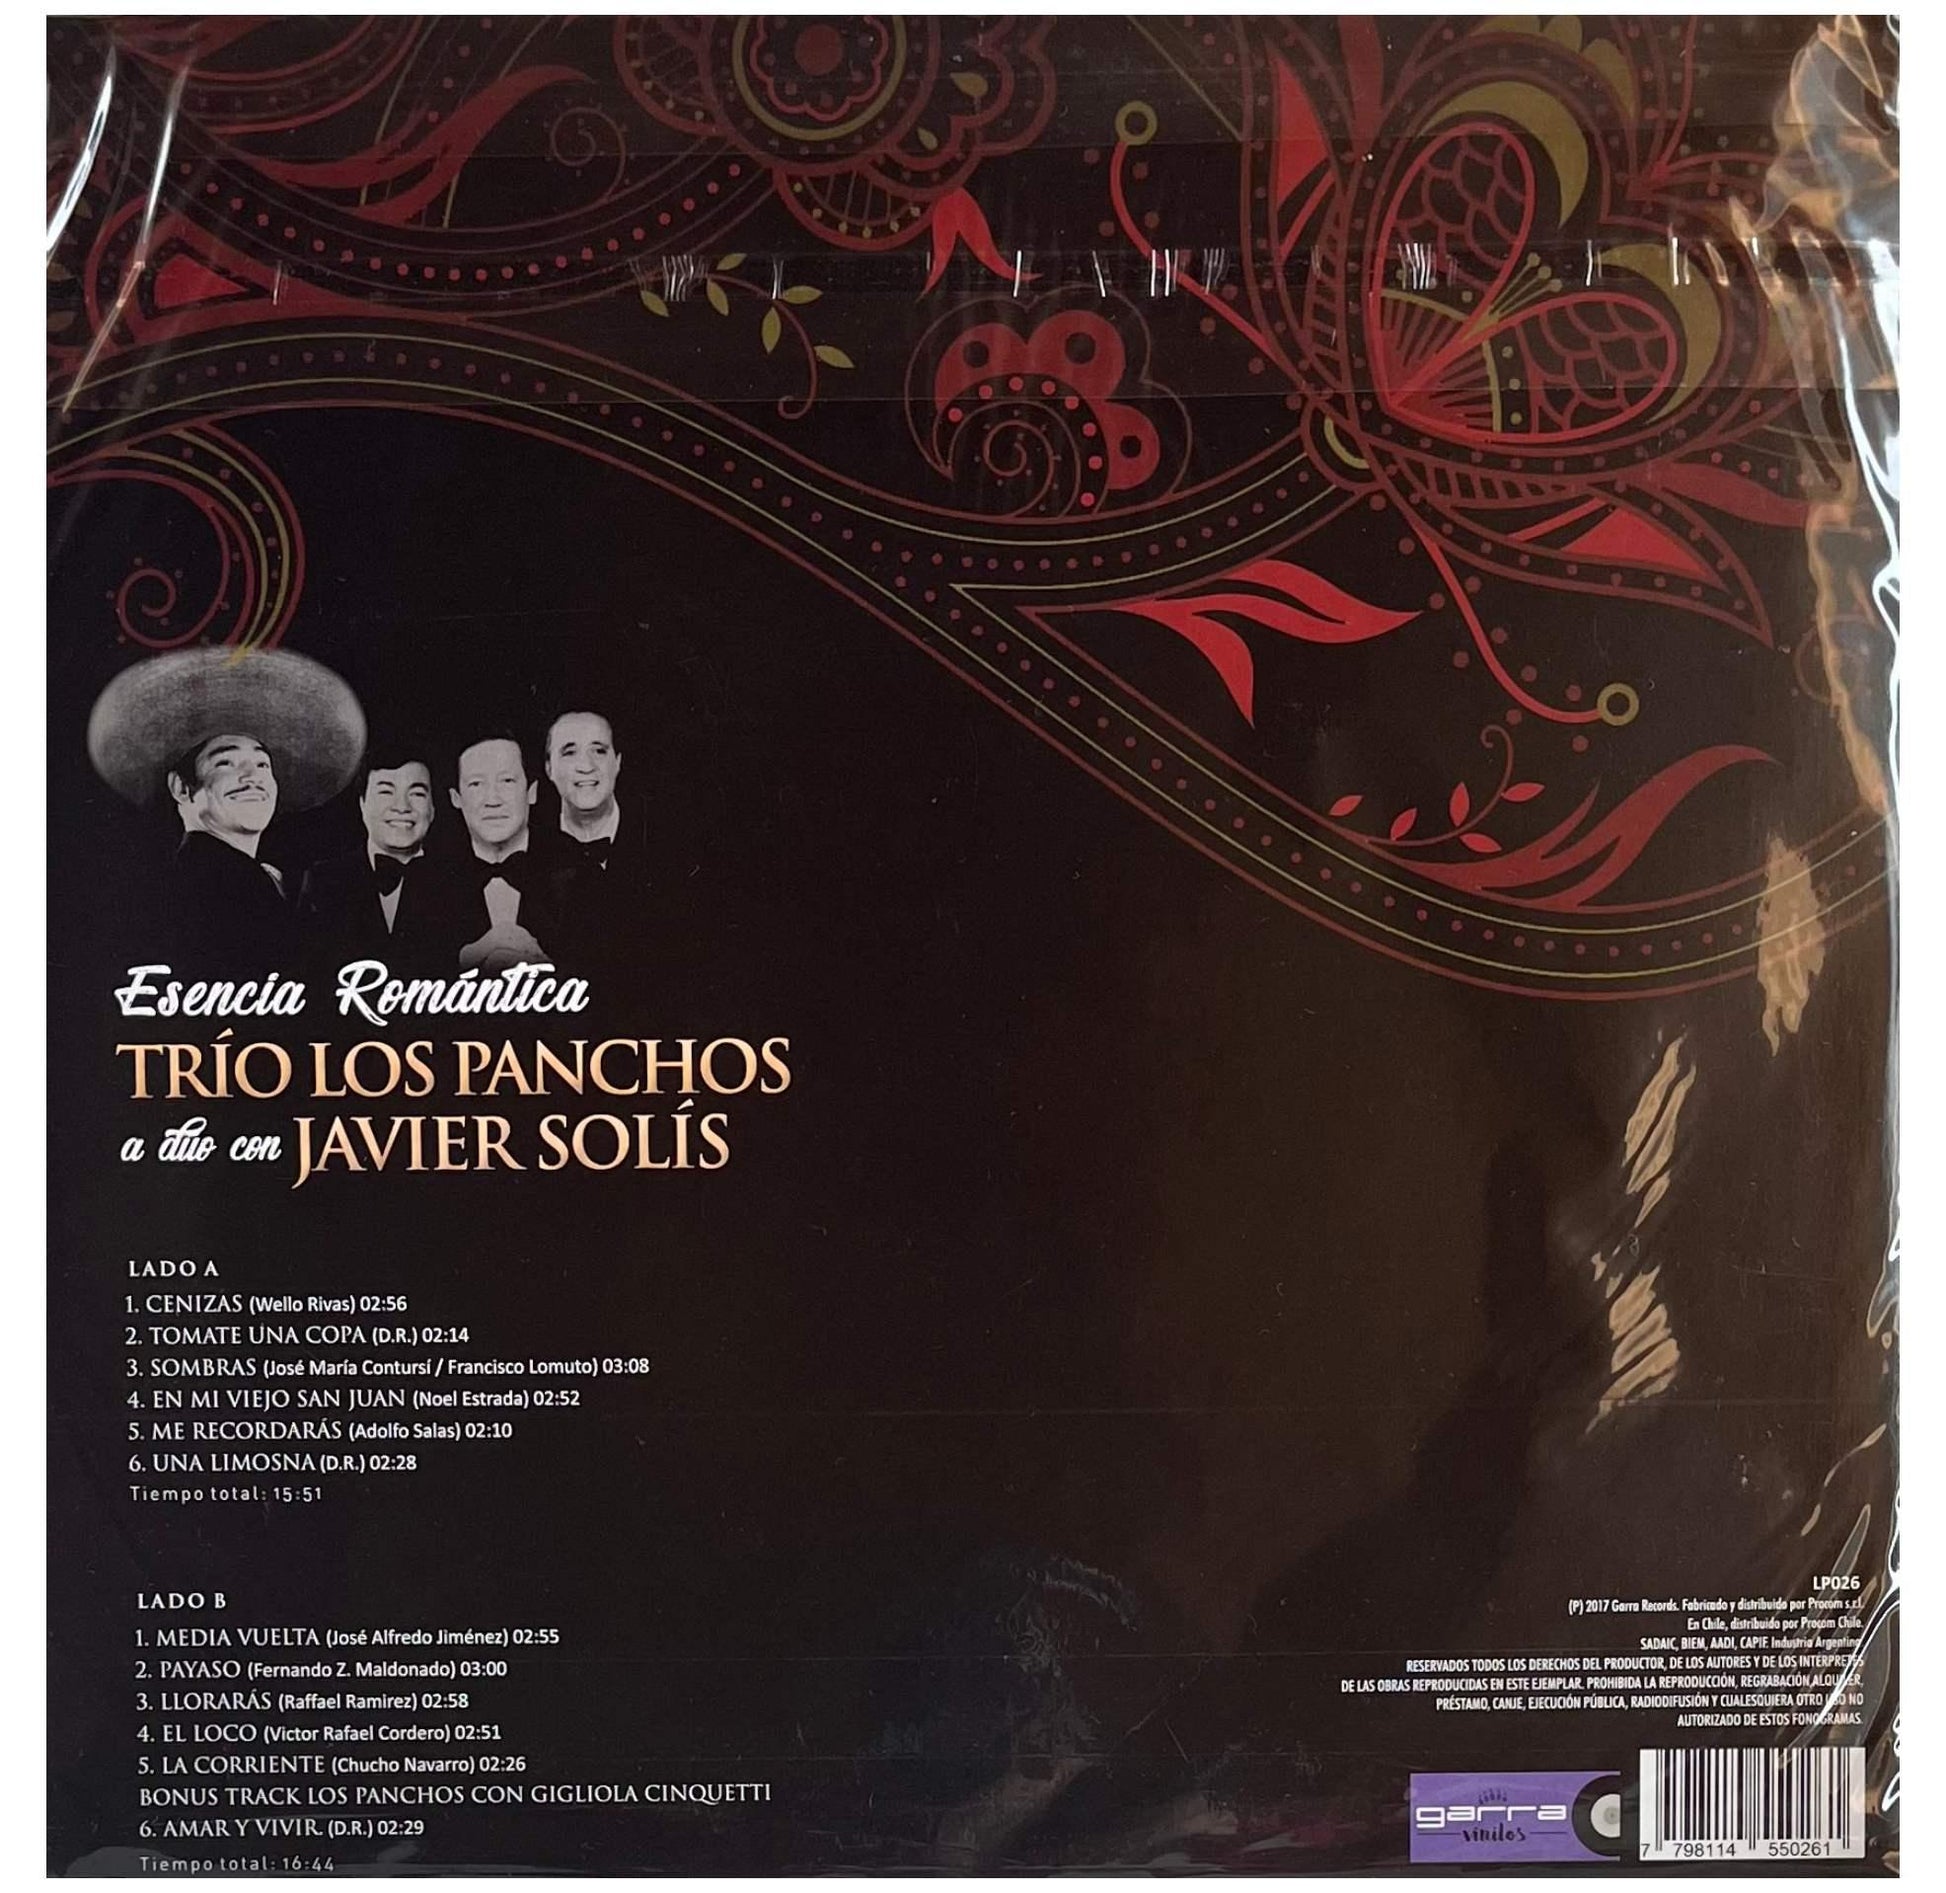 Esencia Romántica
TRÍO LOS PANCHOS
a dúo con JAVIER SOLÍS
LADO A
1. CENIZAS (Wello Rivas) 02:56
2. TOMATE UNA COPA (D.R.) 02:14
3. SOMBRAS (José María Contursí / Francisco Lomuto) 03:08
4. EN MI VIEJO SAN JUAN (Noel Estrada) 02:52
5. ME RECORDARÁS (Adolfo Salas) 02:10
6. UNA LIMOSNA (D.R.) 02:28
Tiempo total: 15:51
LADO B
1. MEDIA VUELTA (José Alfredo Jiménez) 02:55
2. PAYASO (Fernando Z. Maldonado) 03:00
3. LLORARÁS (Raffael Ramirez) 02:58
4. EL LOCO (Victor Rafael Cordero) 02:51
5. LA CORRIENTE (Chucho Navarro) 02:26
BONUS TRACK LOS PANCHOS CON GIGLIOLA CINQUETTI
6. AMAR Y VIVIR. (D.R.) 02:29
Tiempo total: 16:44
LP026
(P) 2017 Garra Records. Fabricado y distribuido por Procom s.r.l.
En Chile, distribuido por Procom Chile.
SADAIC, BIEM, AADI, CAPIF. Industria Argentina
RESERVADOS TODOS LOS DERECHOS DEL PRODUCTOR, DE LOS AUTORES Y DE LOS INTERPRETES
DE LAS OBRAS REPRODUCIDAS EN ESTE EJEMPLAR. PROHIBIDA LA REPRODUCCIÓN, REGRABACIÓN, ALQUILER,
PRÉSTAMO, CANJE, EJECUCIÓN PÚBLICA, RADIODIFUSIÓN Y CUALESQUIERA OTRO USO NO
AUTORIZADO DE ESTOS FONOGRAMAS.
garra
vinilos
7 798114 550261